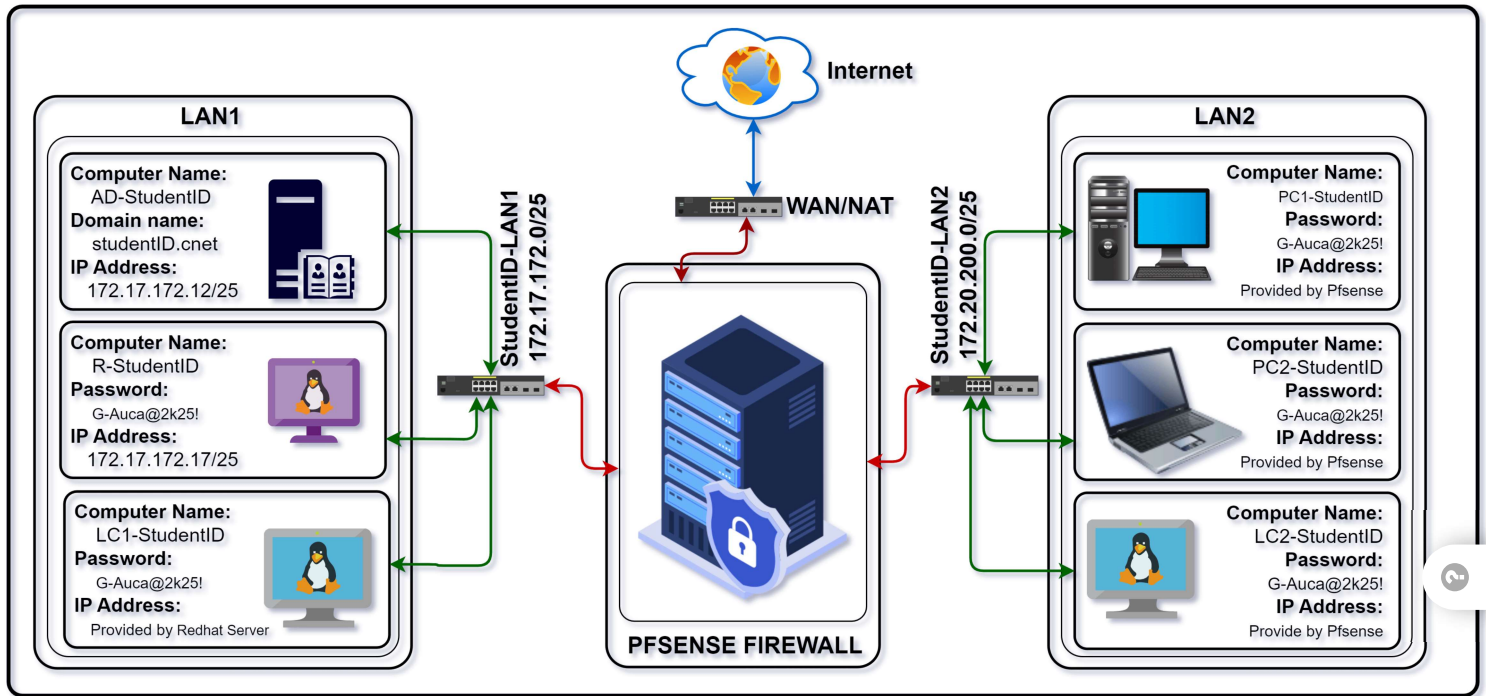 Internet
WAN/NAT
LAN1
Computer Name:
AD-StudentID
Domain name:
studentID.cnet
IP Address:
172.17.172.12/25
Computer Name:
R-StudentID
Password:
G-Auca@2k25!
IP Address:
172.17.172.17/25
Computer Name:
LC1-StudentID
Password:
G-Auca@2k25!
IP Address:
Provided by Redhat Server
StudentID-LAN1
172.17.172.0/25
PFSENSE FIREWALL
StudentID-LAN2
172.20.200.0/25
LAN2
Computer Name:
PC1-StudentID
Password:
G-Auca@2k25!
IP Address:
Provided by Pfsense
Computer Name:
PC2-StudentID
Password:
G-Auca@2k25!
IP Address:
Provided by Pfsense
Computer Name:
LC2-StudentID
Password:
G-Auca@2k25!
IP Address:
Provide by Pfsense
?